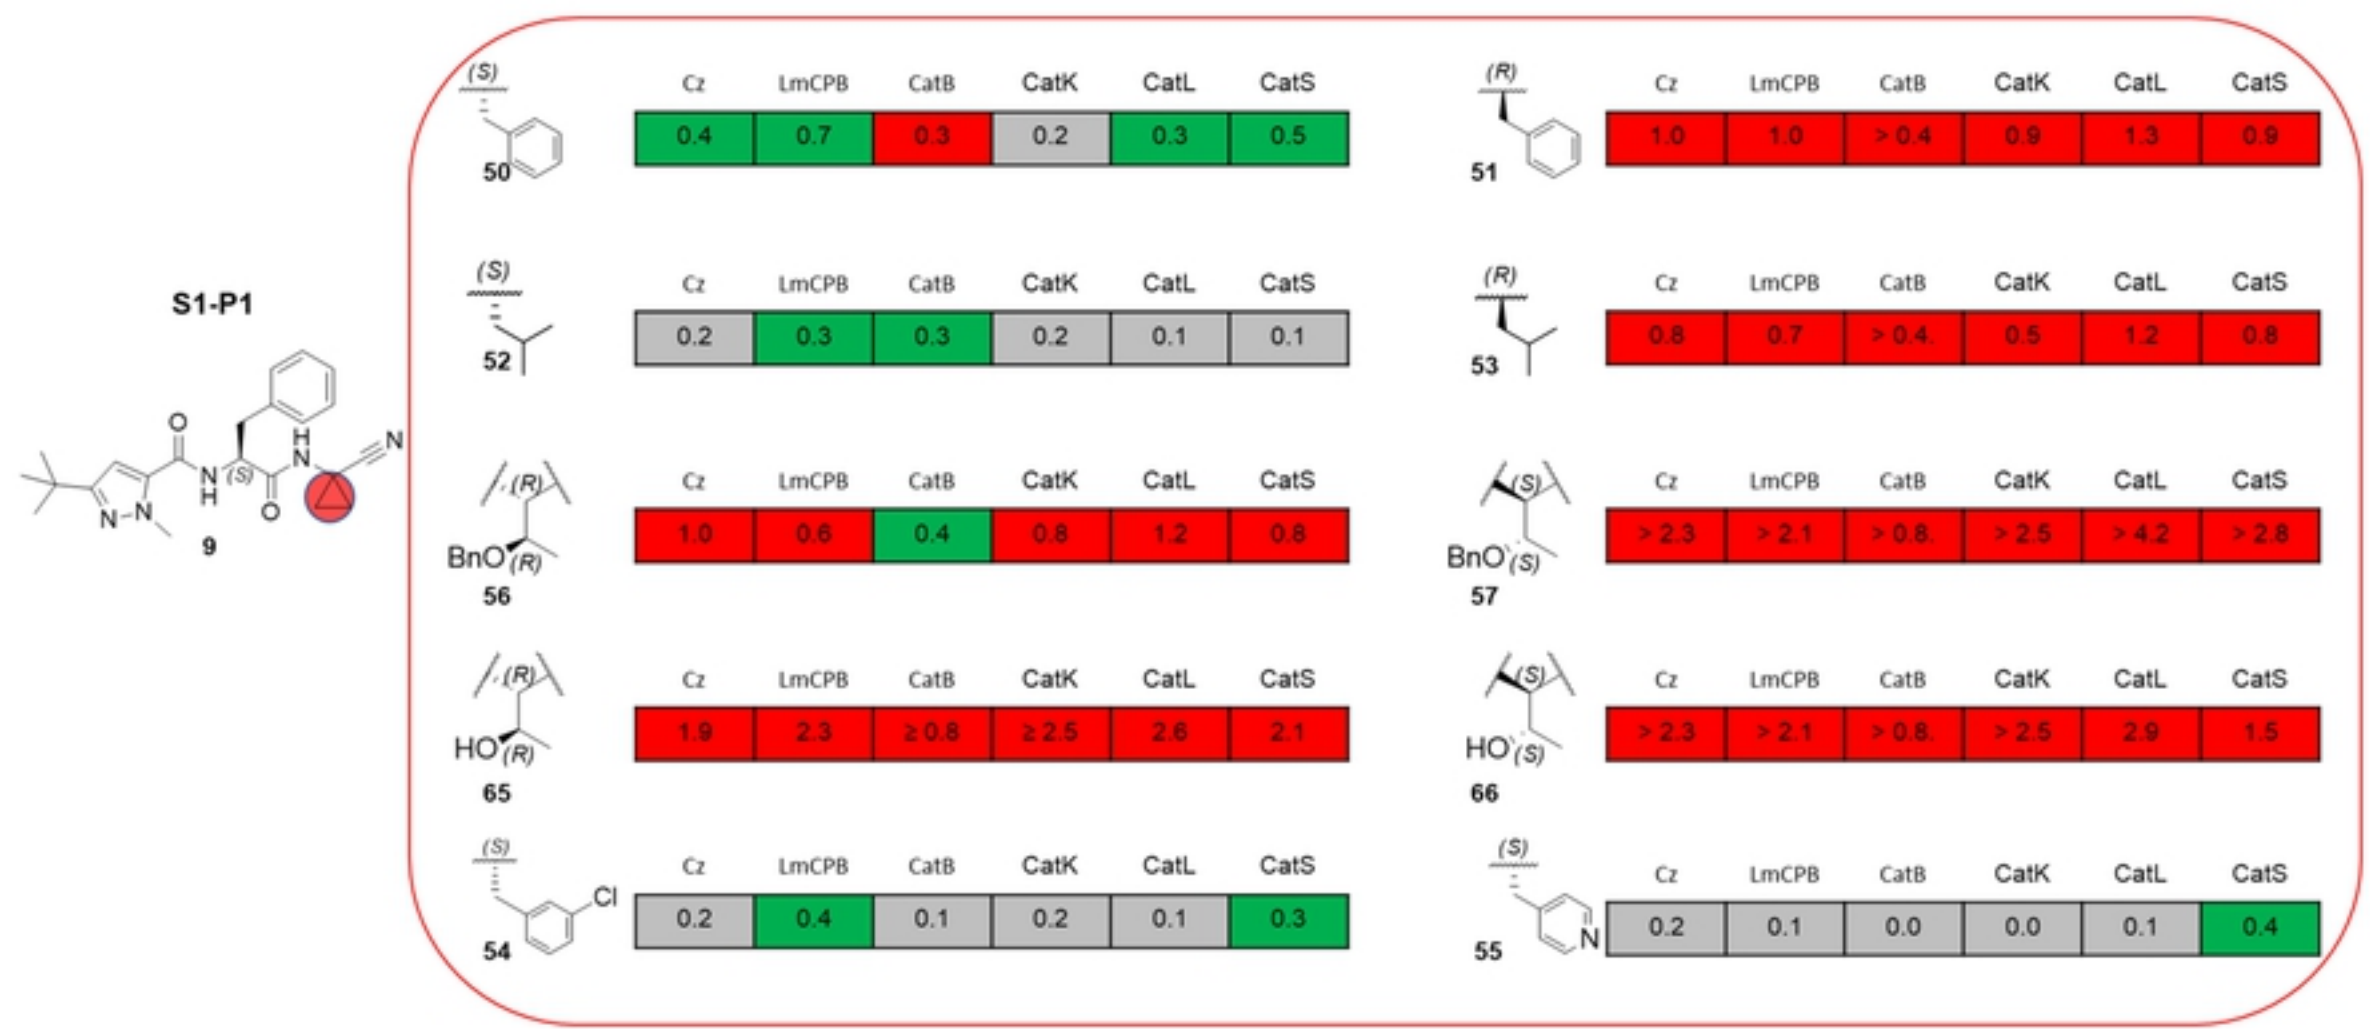 S1-P1
O
H
N
N
N
H
(S)
O
N
N
9
(S)
50
Cz LmCPB CatB CatK CatL CatS
0.4 0.7 0.3 0.2 0.3 0.5
(R)
51
Cz LmCPB CatB CatK CatL CatS
1.0 1.0 > 0.4 0.9 1.3 0.9
(S)
52
Cz LmCPB CatB CatK CatL CatS
0.2 0.3 0.3 0.2 0.1 0.1
(R)
53
Cz LmCPB CatB CatK CatL CatS
0.8 0.7 > 0.4. 0.5 1.2 0.8
(R)
BnO (R)
56
Cz LmCPB CatB CatK CatL CatS
1.0 0.6 0.4 0.8 1.2 0.8
(S)
BnO (S)
57
Cz LmCPB CatB CatK CatL CatS
> 2.3 > 2.1 > 0.8. > 2.5 > 4.2 > 2.8
(R)
HO (R)
65
Cz LmCPB CatB CatK CatL CatS
1.9 2.3 ≥ 0.8 ≥ 2.5 2.6 2.1
(S)
HO (S)
66
Cz LmCPB CatB CatK CatL CatS
> 2.3 > 2.1 > 0.8. > 2.5 2.9 1.5
(S)
Cl
54
Cz LmCPB CatB CatK CatL CatS
0.2 0.4 0.1 0.2 0.1 0.3
(S)
N
55
Cz LmCPB CatB CatK CatL CatS
0.2 0.1 0.0 0.0 0.1 0.4